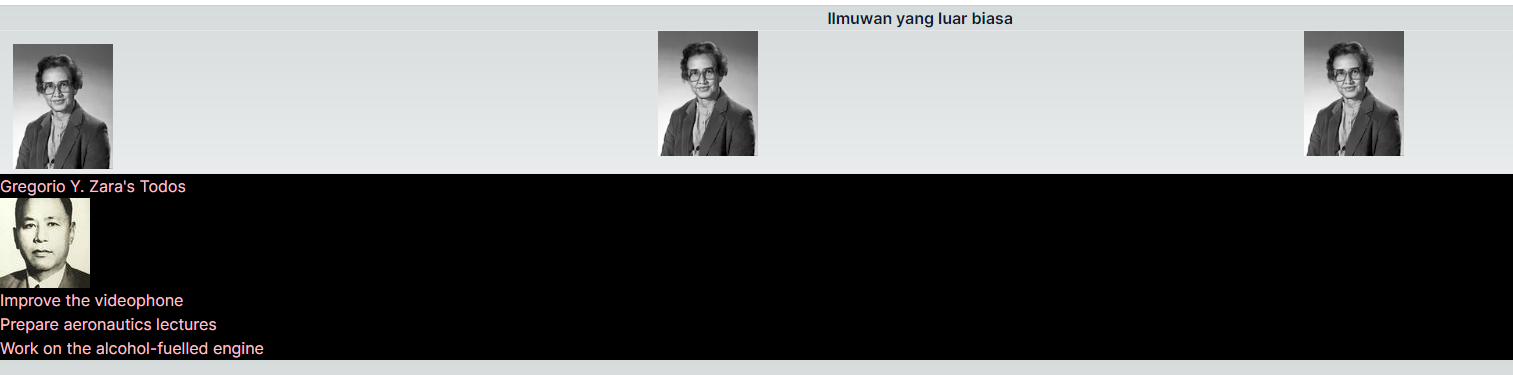 Ilmuwan yang luar biasa
Gregorio Y. Zara's Todos
Improve the videophone
Prepare aeronautics lectures
Work on the alcohol-fuelled engine